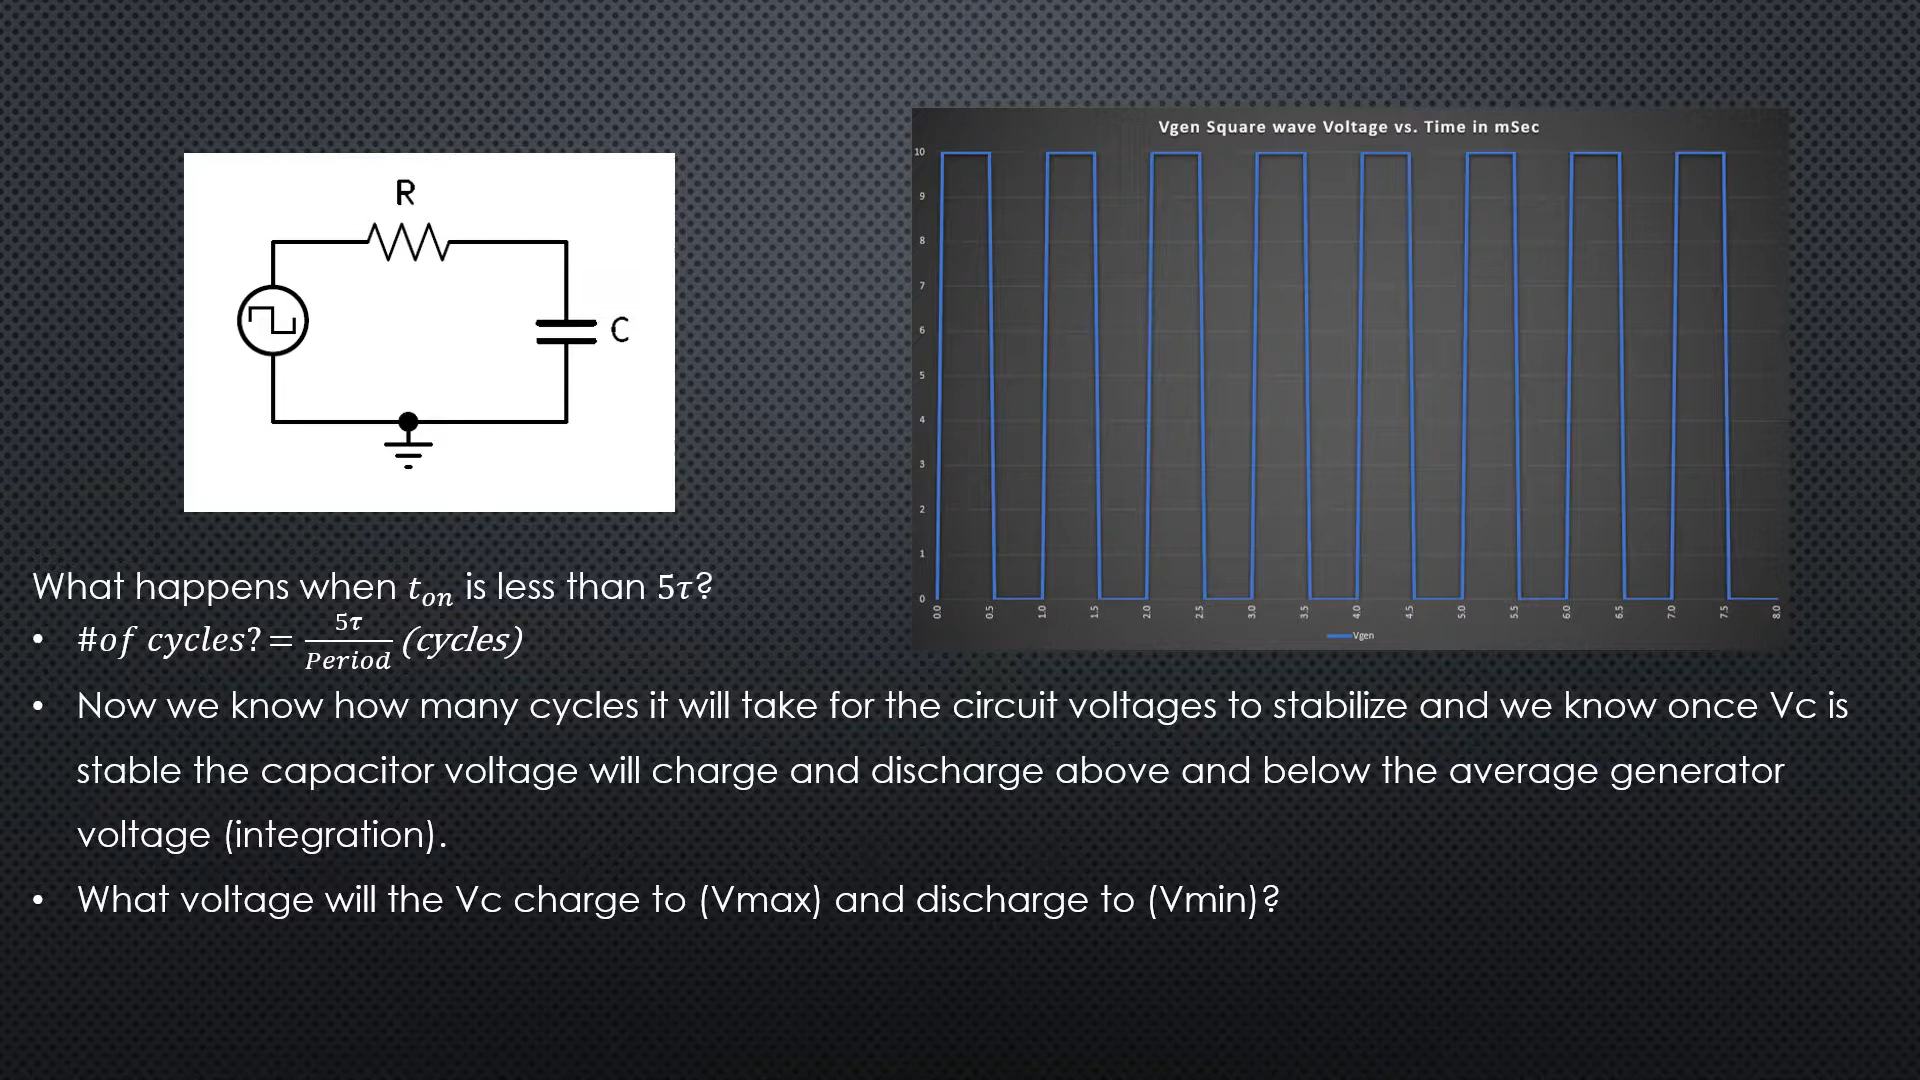 R
C
Vgen Square wave Voltage vs. Time in mSec
10
9
8
7
6
5
4
3
2
1
0
0.0 0.5 1.0 1.5 2.0 2.5 3.0 3.5 4.0 4.5 5.0 5.5 6.0 6.5 7.0 7.5 8.0
Vgen
What happens when t_on is less than 5τ?
• #of cycles? = 5τ/Period (cycles)
• Now we know how many cycles it will take for the circuit voltages to stabilize and we know once Vc is
stable the capacitor voltage will charge and discharge above and below the average generator
voltage (integration).
• What voltage will the Vc charge to (Vmax) and discharge to (Vmin)?